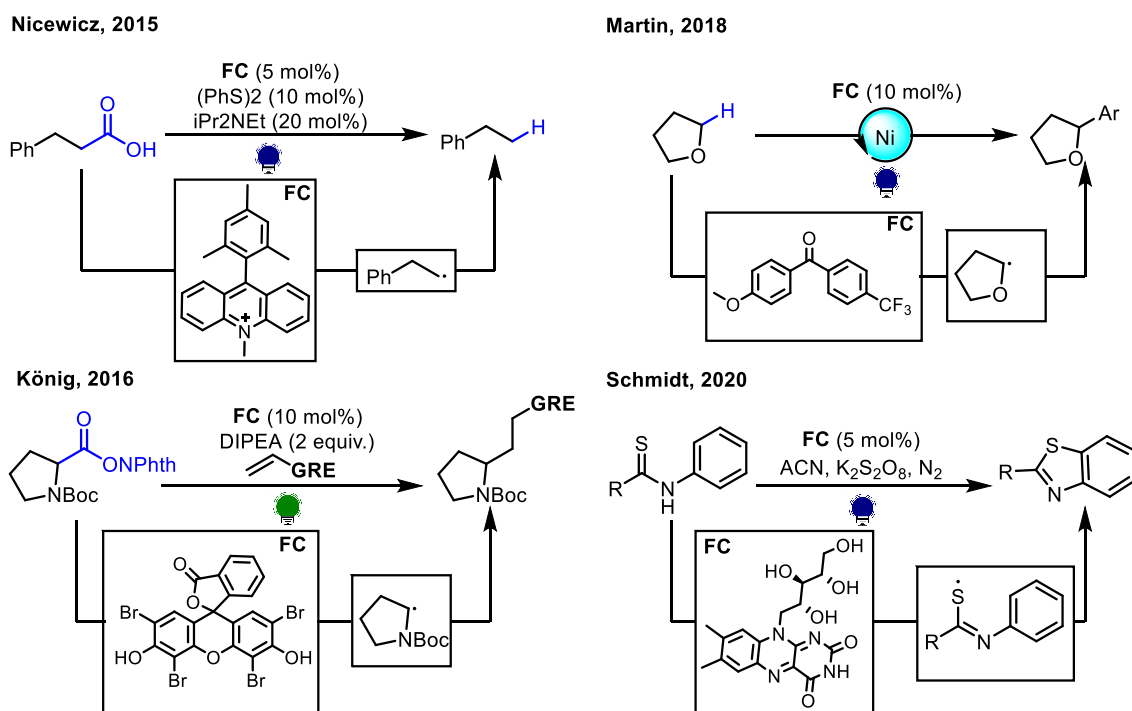 Nicewicz, 2015
FC (5 mol%)
(PhS)2 (10 mol%)
iPr2NEt (20 mol%)
Ph
O
OH
Ph
H
FC
N
+
Ph
Martin, 2018
FC (10 mol%)
H
O
Ni
Ar
O
FC
O
O
CF3
O
König, 2016
FC (10 mol%)
DIPEA (2 equiv.)
GRE
O
ONPhth
NBoc
GRE
NBoc
FC
O
O
Br
Br
HO
O
OH
Br
Br
NBoc
Schmidt, 2020
FC (5 mol%)
ACN, K2S2O8, N2
S
R
N
H
S
R
N
FC
OH
HO
OH
OH
N
N
O
N
NH
O
S
R
N